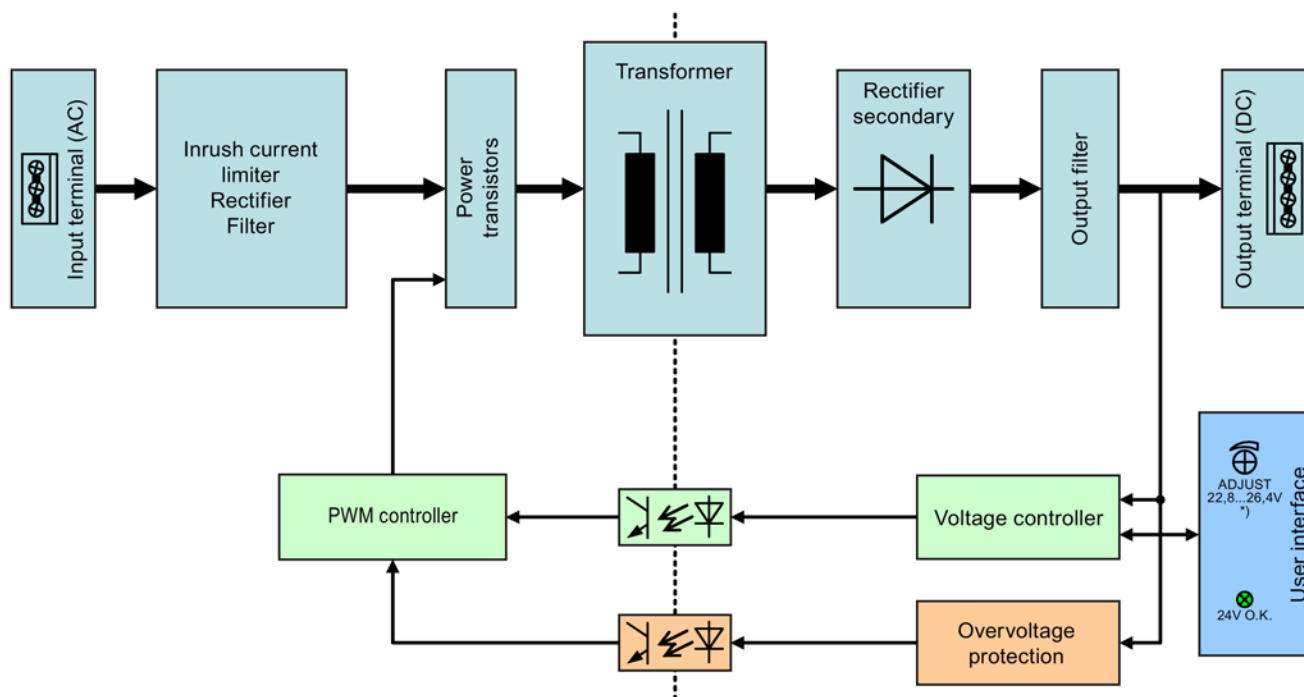 Input terminal (AC)
Inrush current
limiter
Rectifier
Filter
Power
transistors
Transformer
Rectifier
secondary
Output filter
Output terminal (DC)
PWM controller
Voltage controller
ADJUST
22,8...26,4V
*)
24V O.K.
User interface
Overvoltage
protection